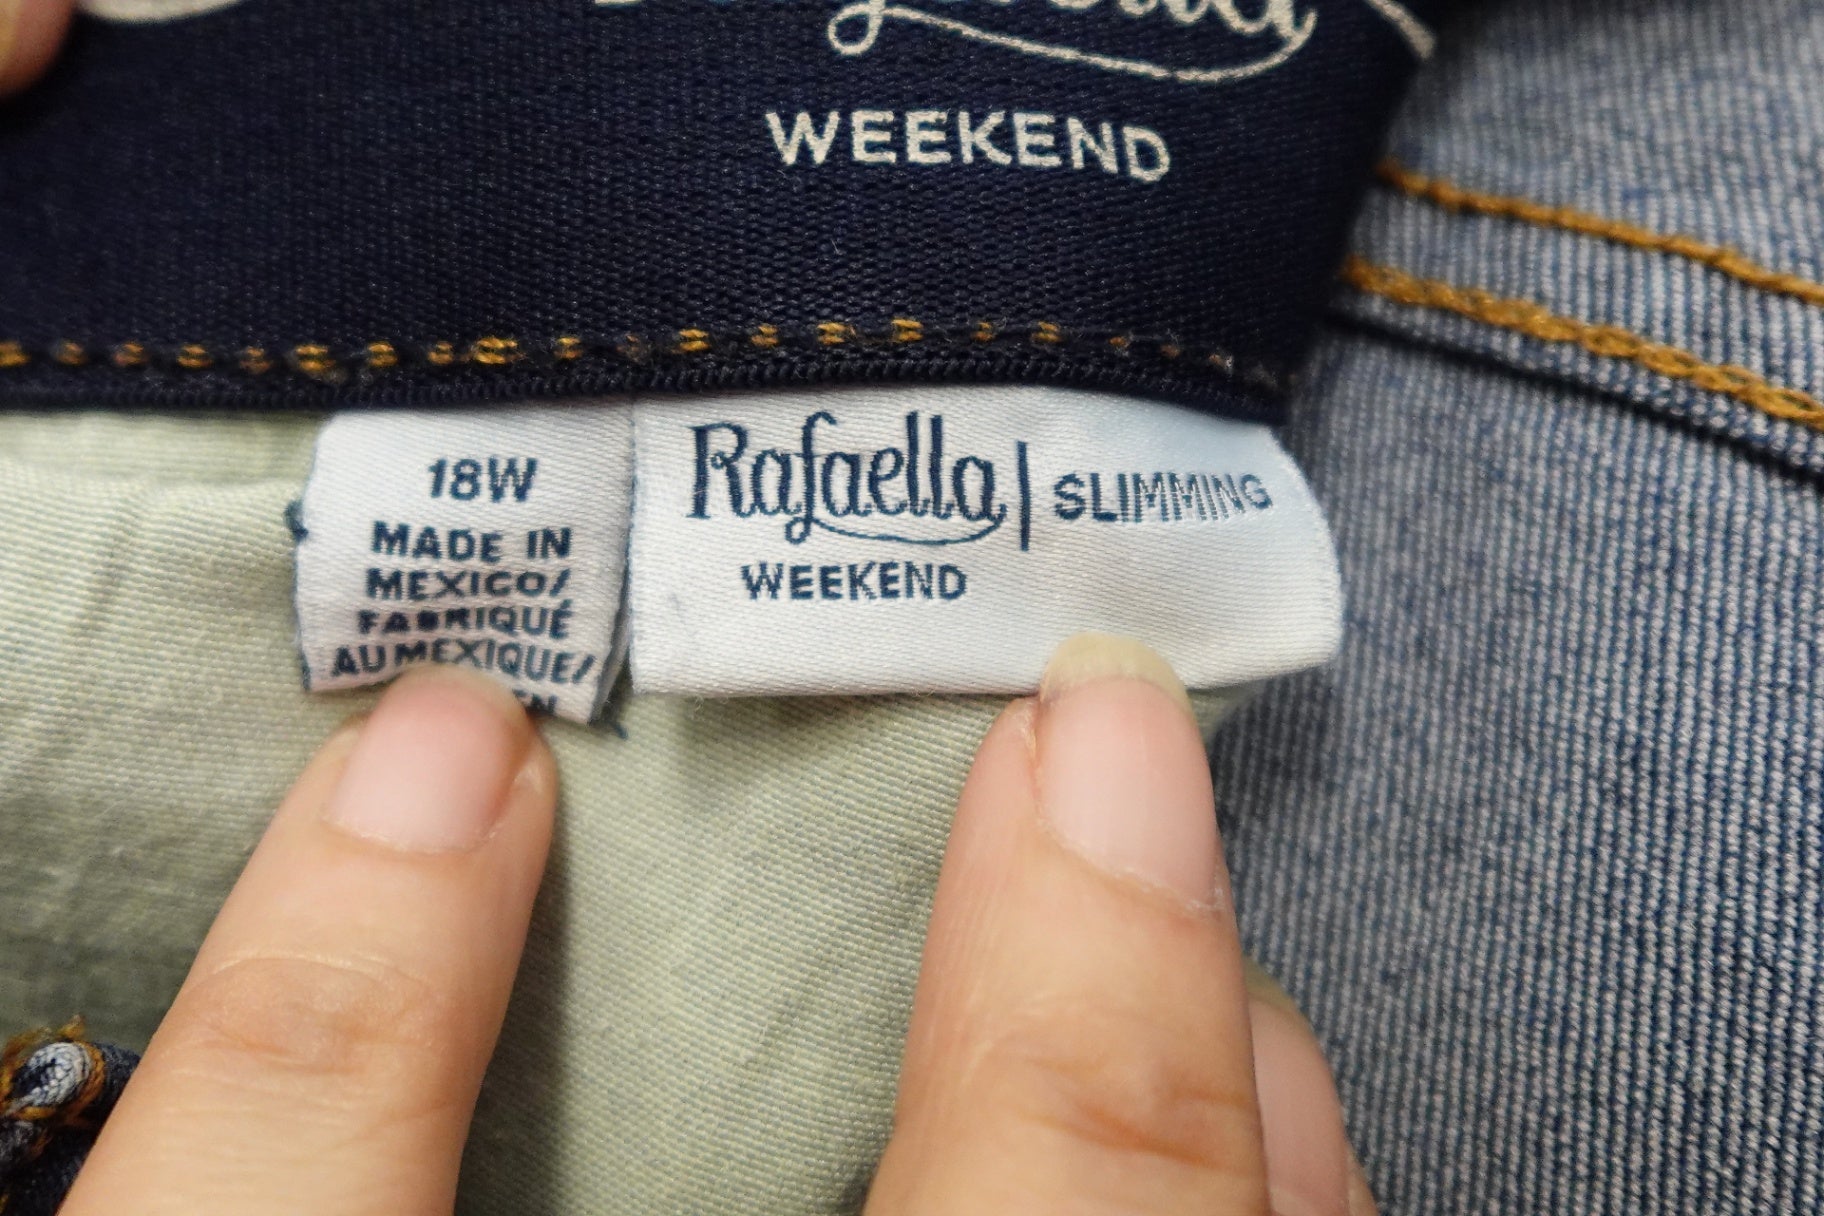 WEEKEND
18W
MADE IN
MEXICO/
FABRIQUÉ
AU MEXIQUE/
Rafaella | SLIMMING
WEEKEND